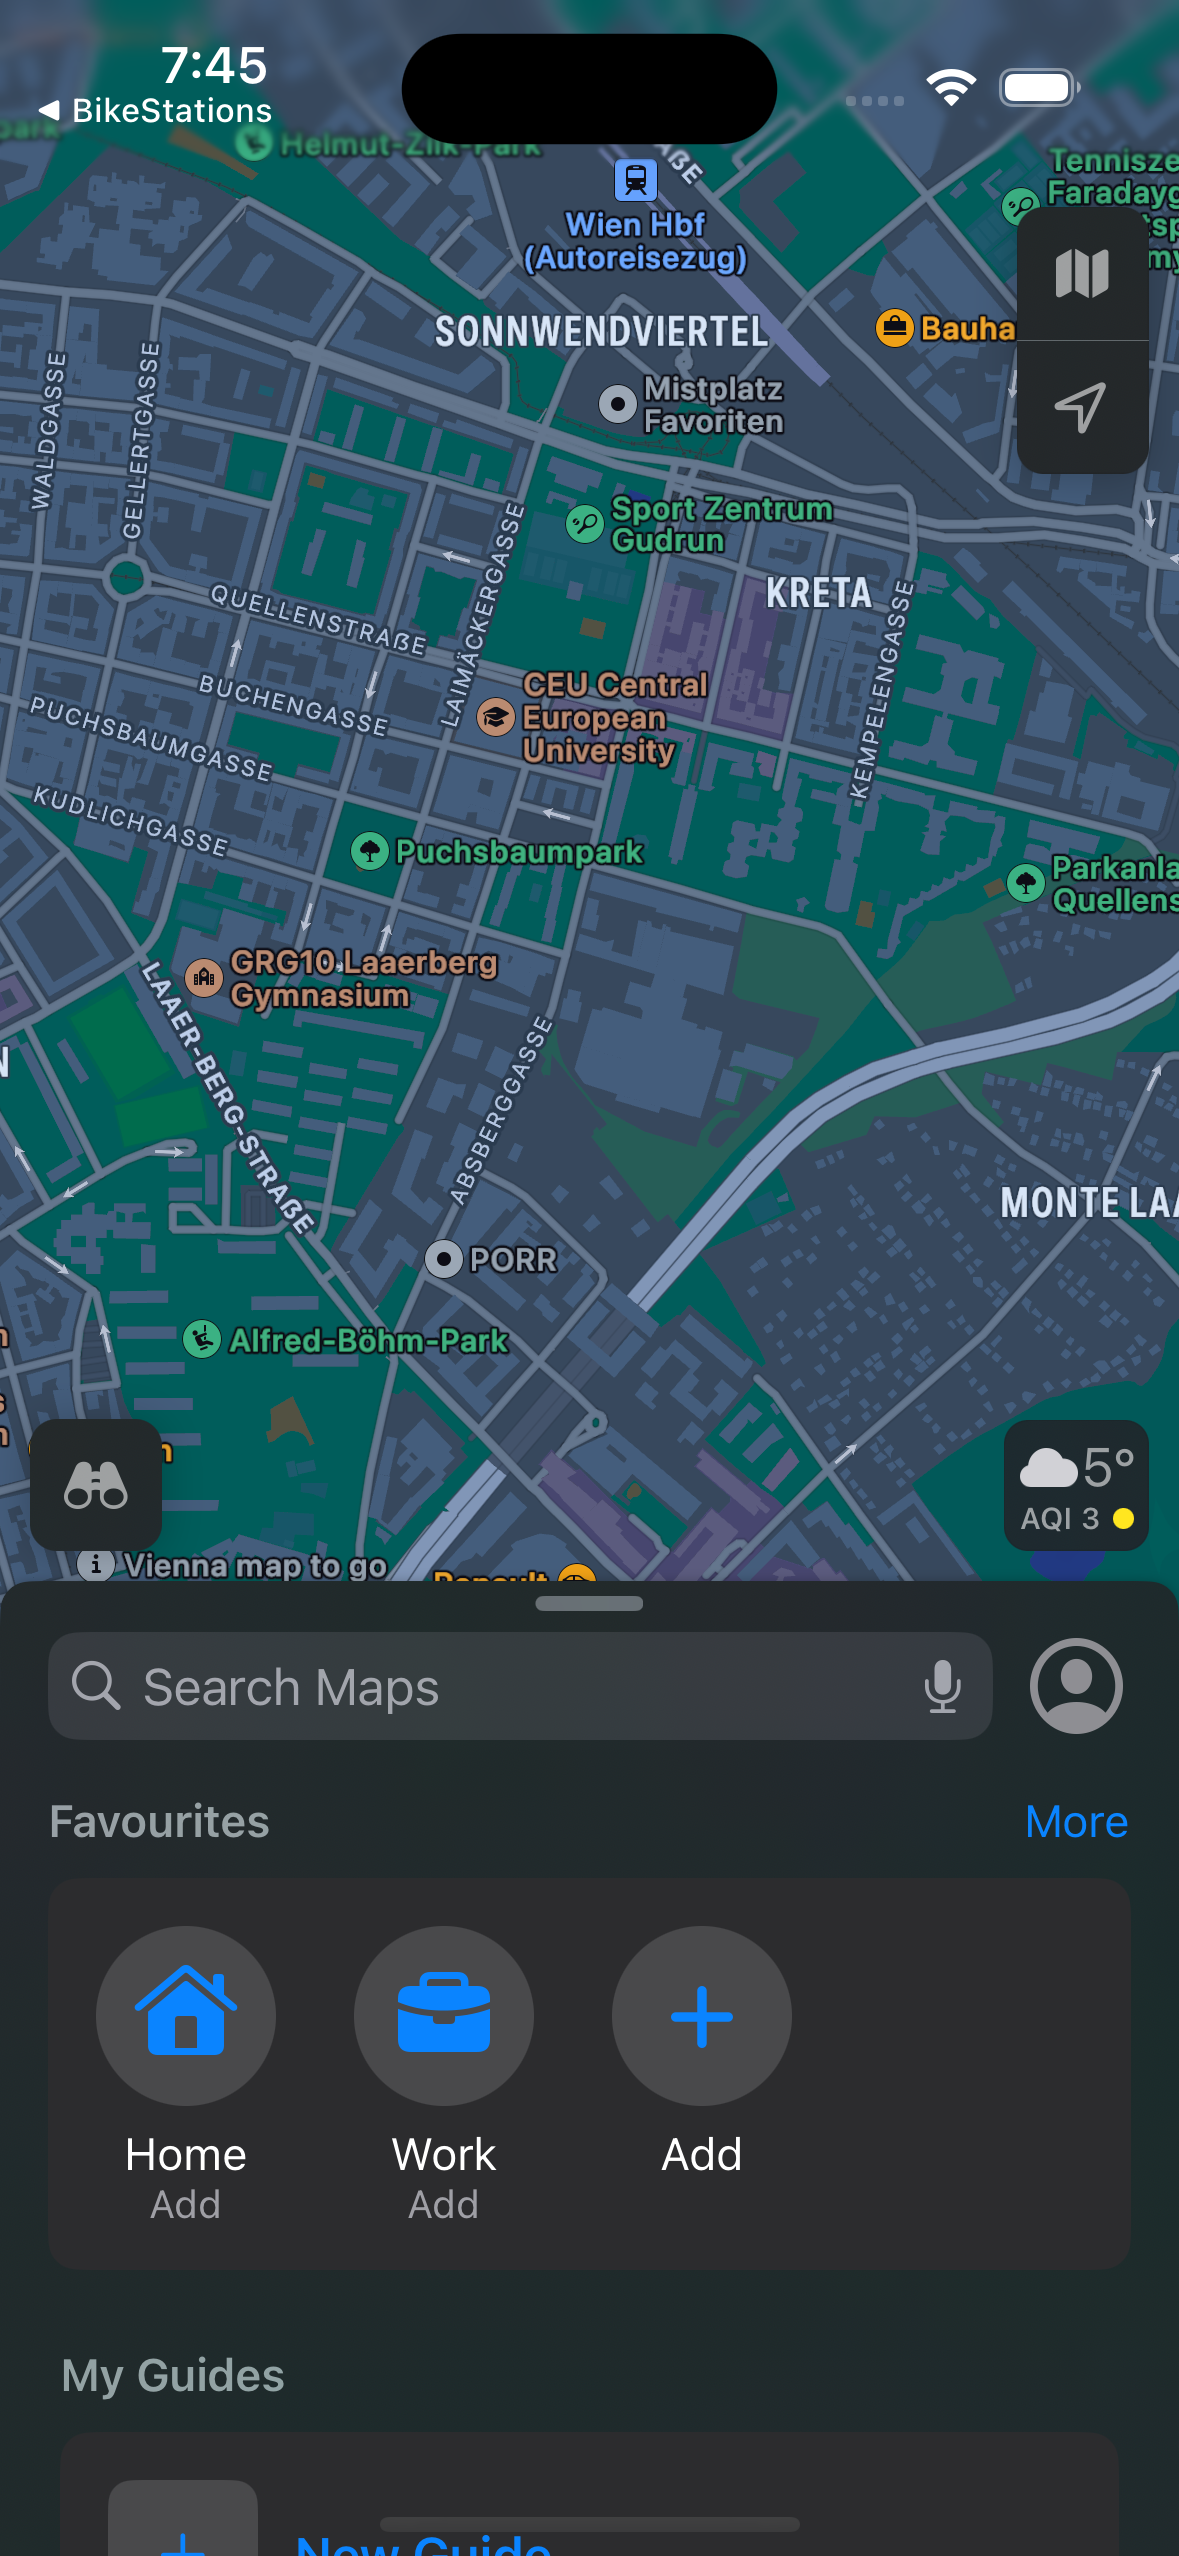 7:45
BikeStations
Helmut-Zilk-Park
Wien Hbf
(Autoreisezug)
Faradayg
SONNWENDVIERTEL
Bauha
Mistplatz
Favoriten
WALDGASSE
GELLERTGASSE
Sport Zentrum
Gudrun
KRETA
QUELLENSTRAẞE
LAIMÄCKERGASSE
KEMPELENGASSE
BUCHENGASSE
CEU Central
European
University
PUCHSBAUMGASSE
KUDLICHGASSE
Puchsbaumpark
Parkanla
Quellens
GRG10 Laaerberg
Gymnasium
LAAER-BERG-STRAẞE
ABSBERGGASSE
MONTE LAA
PORR
Alfred-Böhm-Park
5°
AQI 3
Vienna map to go
Renault
Search Maps
Favourites
More
Home
Work
Add
Add
Add
My Guides
New Guide